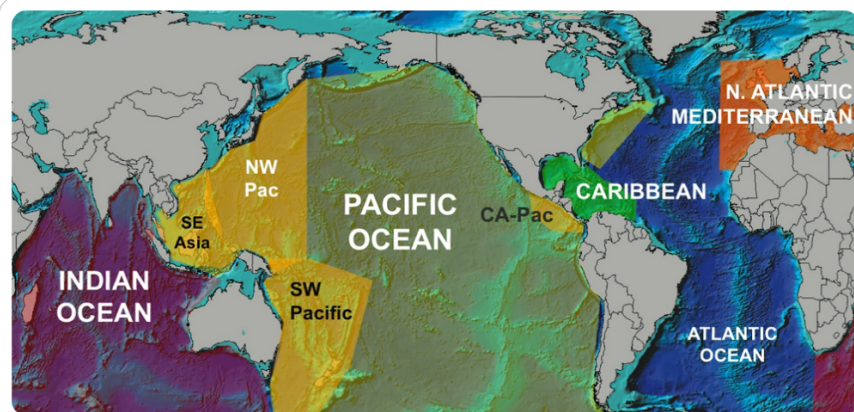 N. ATLANTIC
MEDITERRANEAN
NW
Pac
SE
Asia
PACIFIC
OCEAN
CA-Pac
CARIBBEAN
INDIAN
OCEAN
SW
Pacific
ATLANTIC
OCEAN